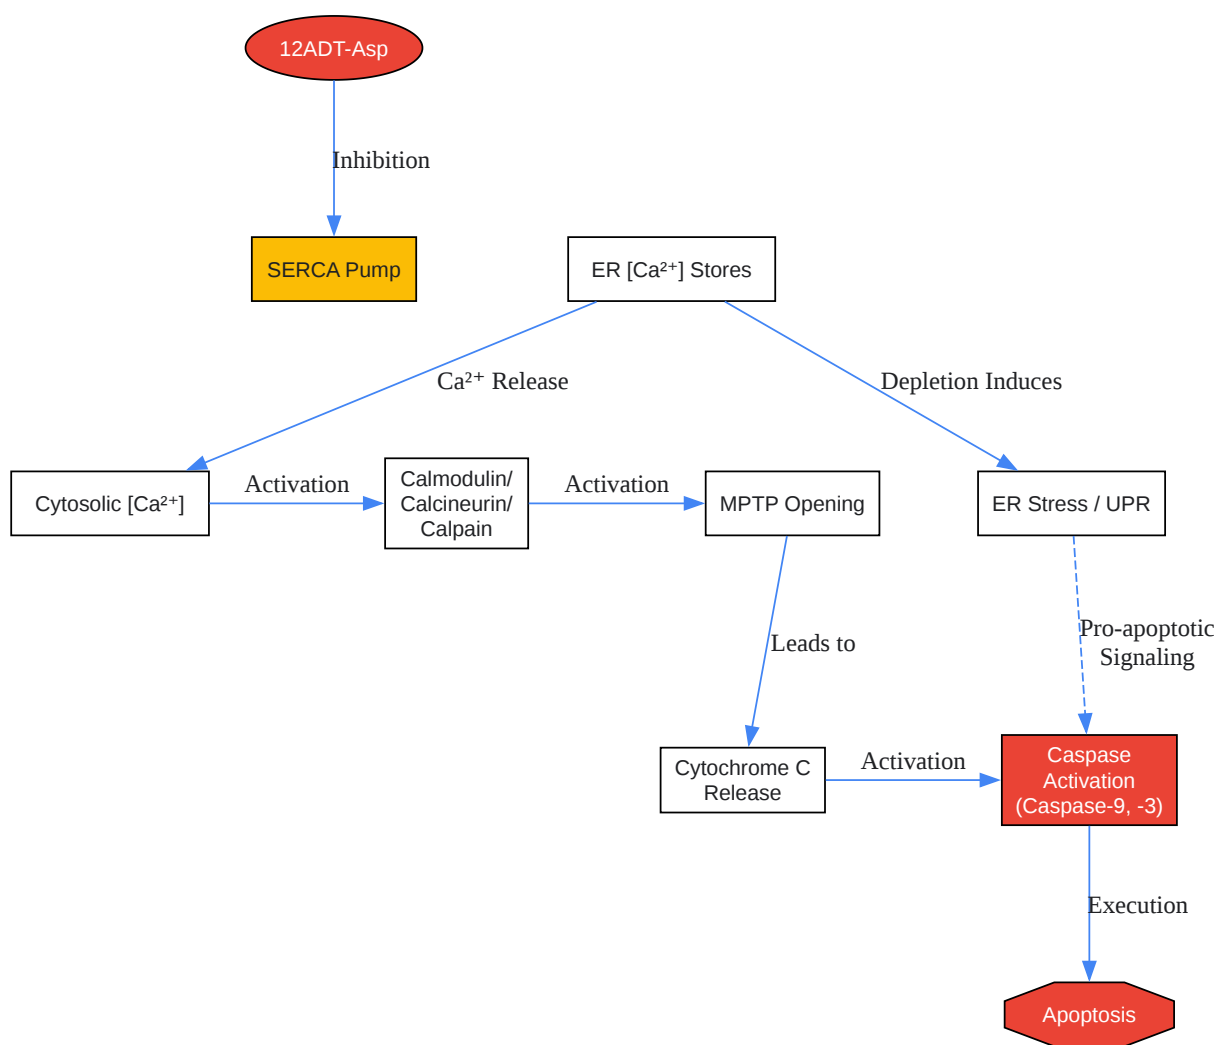 12ADT-Asp
Inhibition
SERCA Pump
ER [Ca²⁺] Stores
Ca²⁺ Release
Depletion Induces
Cytosolic [Ca²⁺]
Activation
Calmodulin/
Calcineurin/
Calpain
Activation
MPTP Opening
ER Stress / UPR
Leads to
Pro-apoptotic
Signaling
Cytochrome C
Release
Activation
Caspase
Activation
(Caspase-9, -3)
Execution
Apoptosis